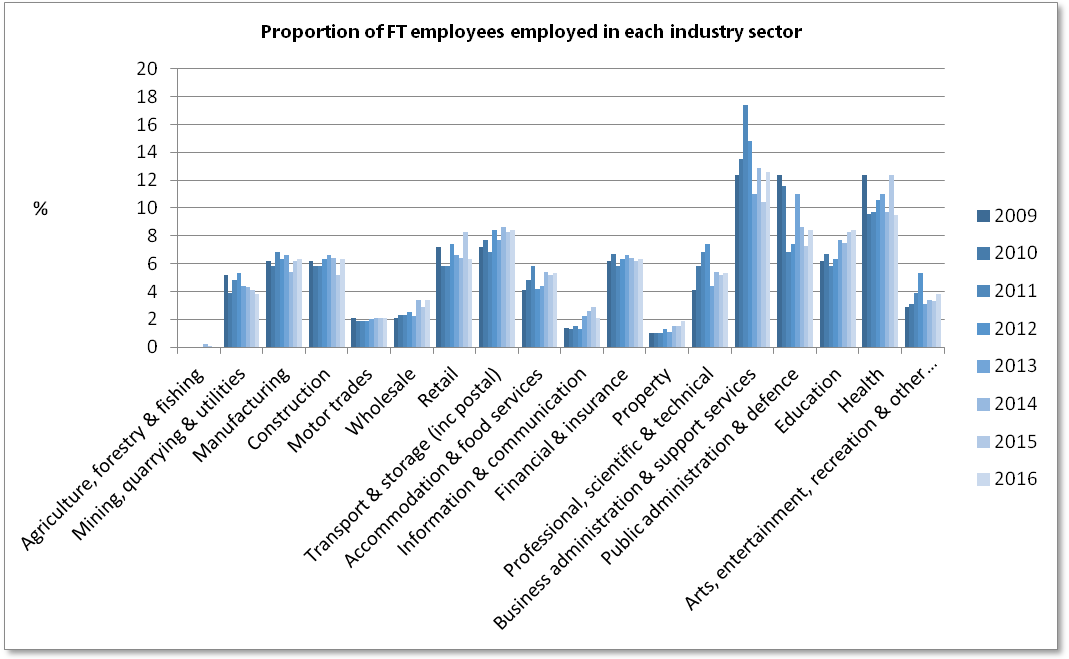 Proportion of FT employees employed in each industry sector
20
18
16
14
12
10
8
6
4
2
0
%
Agriculture, forestry & fishing
Mining, quarrying & utilities
Manufacturing
Construction
Motor trades
Wholesale
Retail
Transport & storage (inc postal)
Accommodation & food services
Information & communication
Financial & insurance
Property
Professional, scientific & technical
Business administration & support services
Public administration & defence
Education
Health
Arts, entertainment, recreation & other...
2009
2010
2011
2012
2013
2014
2015
2016